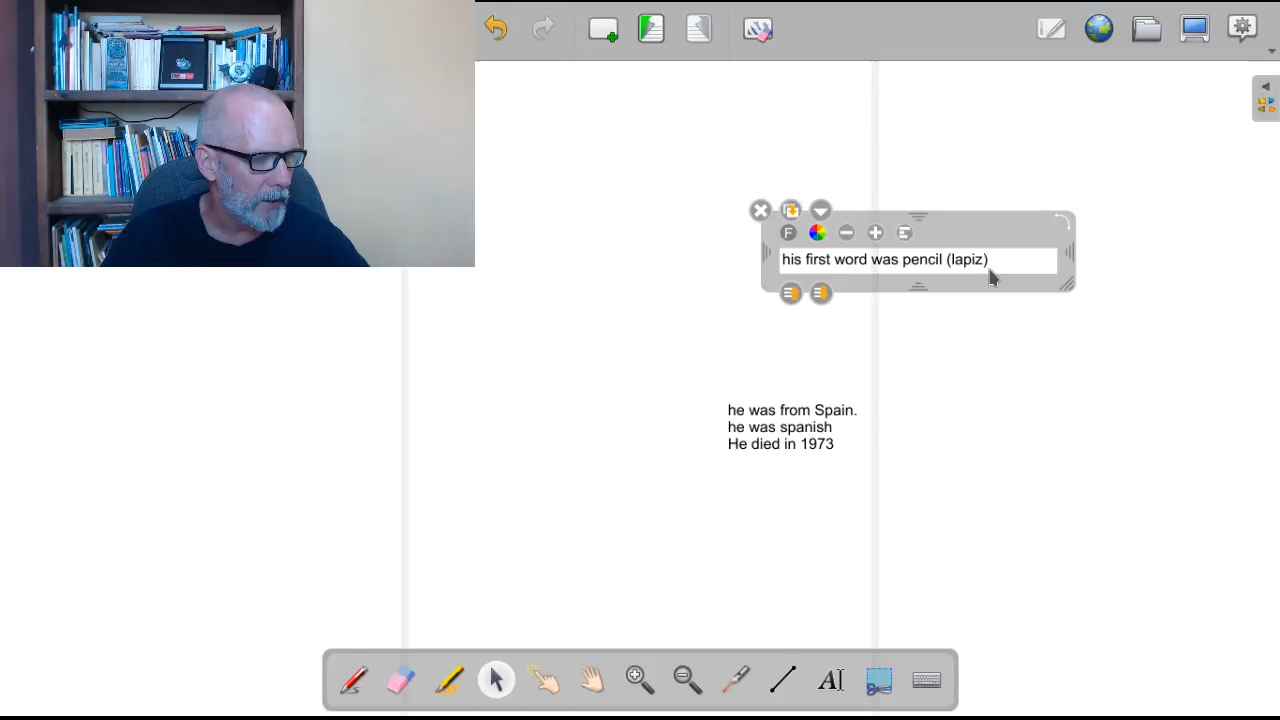 his first word was pencil (lapiz)
he was from Spain.
he was spanish
He died in 1973